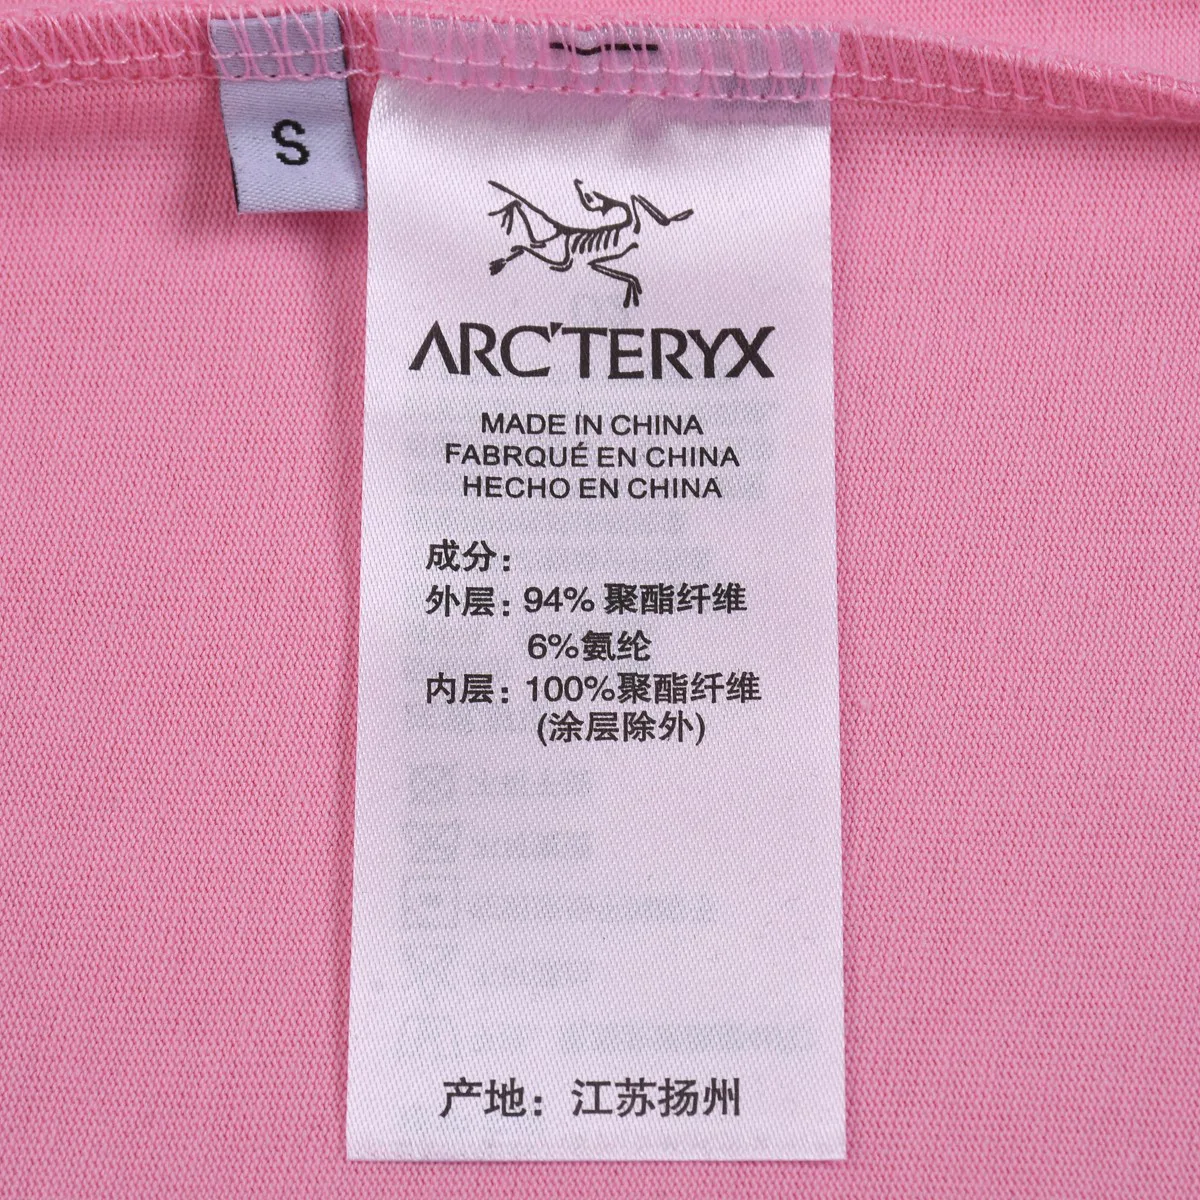 S
ARC'TERYX
MADE IN CHINA
FABRQUÉ EN CHINA
HECHO EN CHINA
成分：
外层：94% 聚酯纤维
6%氨纶
内层：100%聚酯纤维
(涂层除外)
产地：江苏扬州